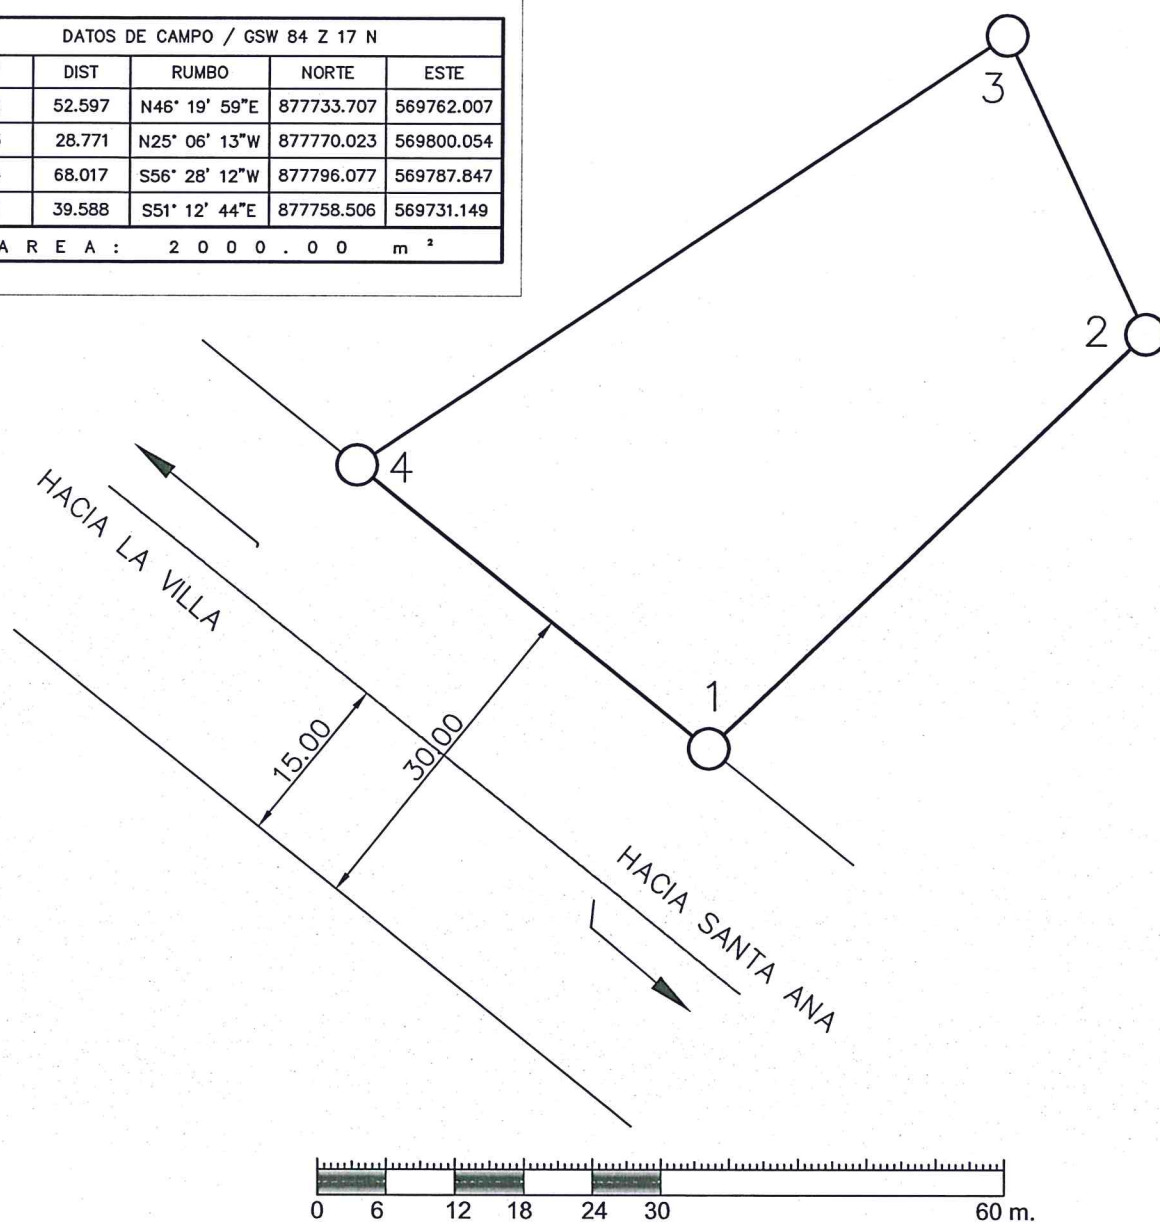 DATOS DE CAMPO / GSW 84 Z 17 N
DIST RUMBO NORTE ESTE
52.597 N46° 19' 59"E 877733.707 569762.007
28.771 N25° 06' 13"W 877770.023 569800.054
68.017 S56° 28' 12"W 877796.077 569787.847
39.588 S51° 12' 44"E 877758.506 569731.149
A R E A : 2 0 0 0 . 0 0 m ²
3
2
4
HACIA LA VILLA
1
15.00
30.00
HACIA SANTA ANA
0 6 12 18 24 30 60 m.